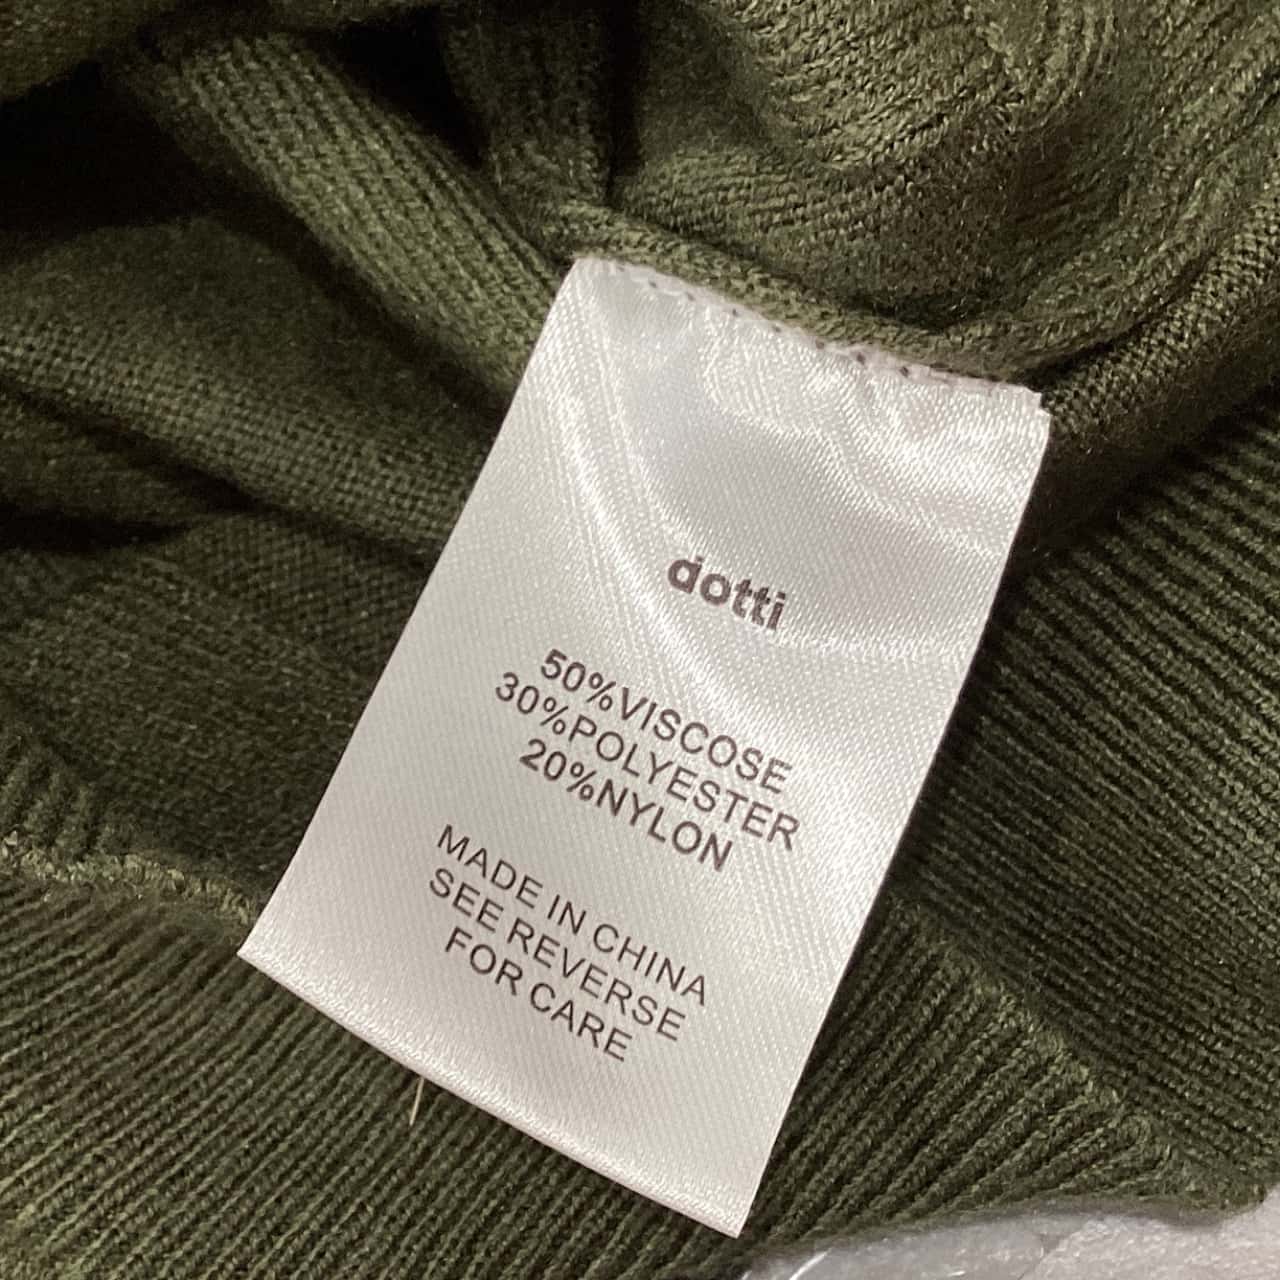 dotti
50%VISCOSE
30%POLYESTER
20%NYLON
MADE IN CHINA
SEE REVERSE
FOR CARE